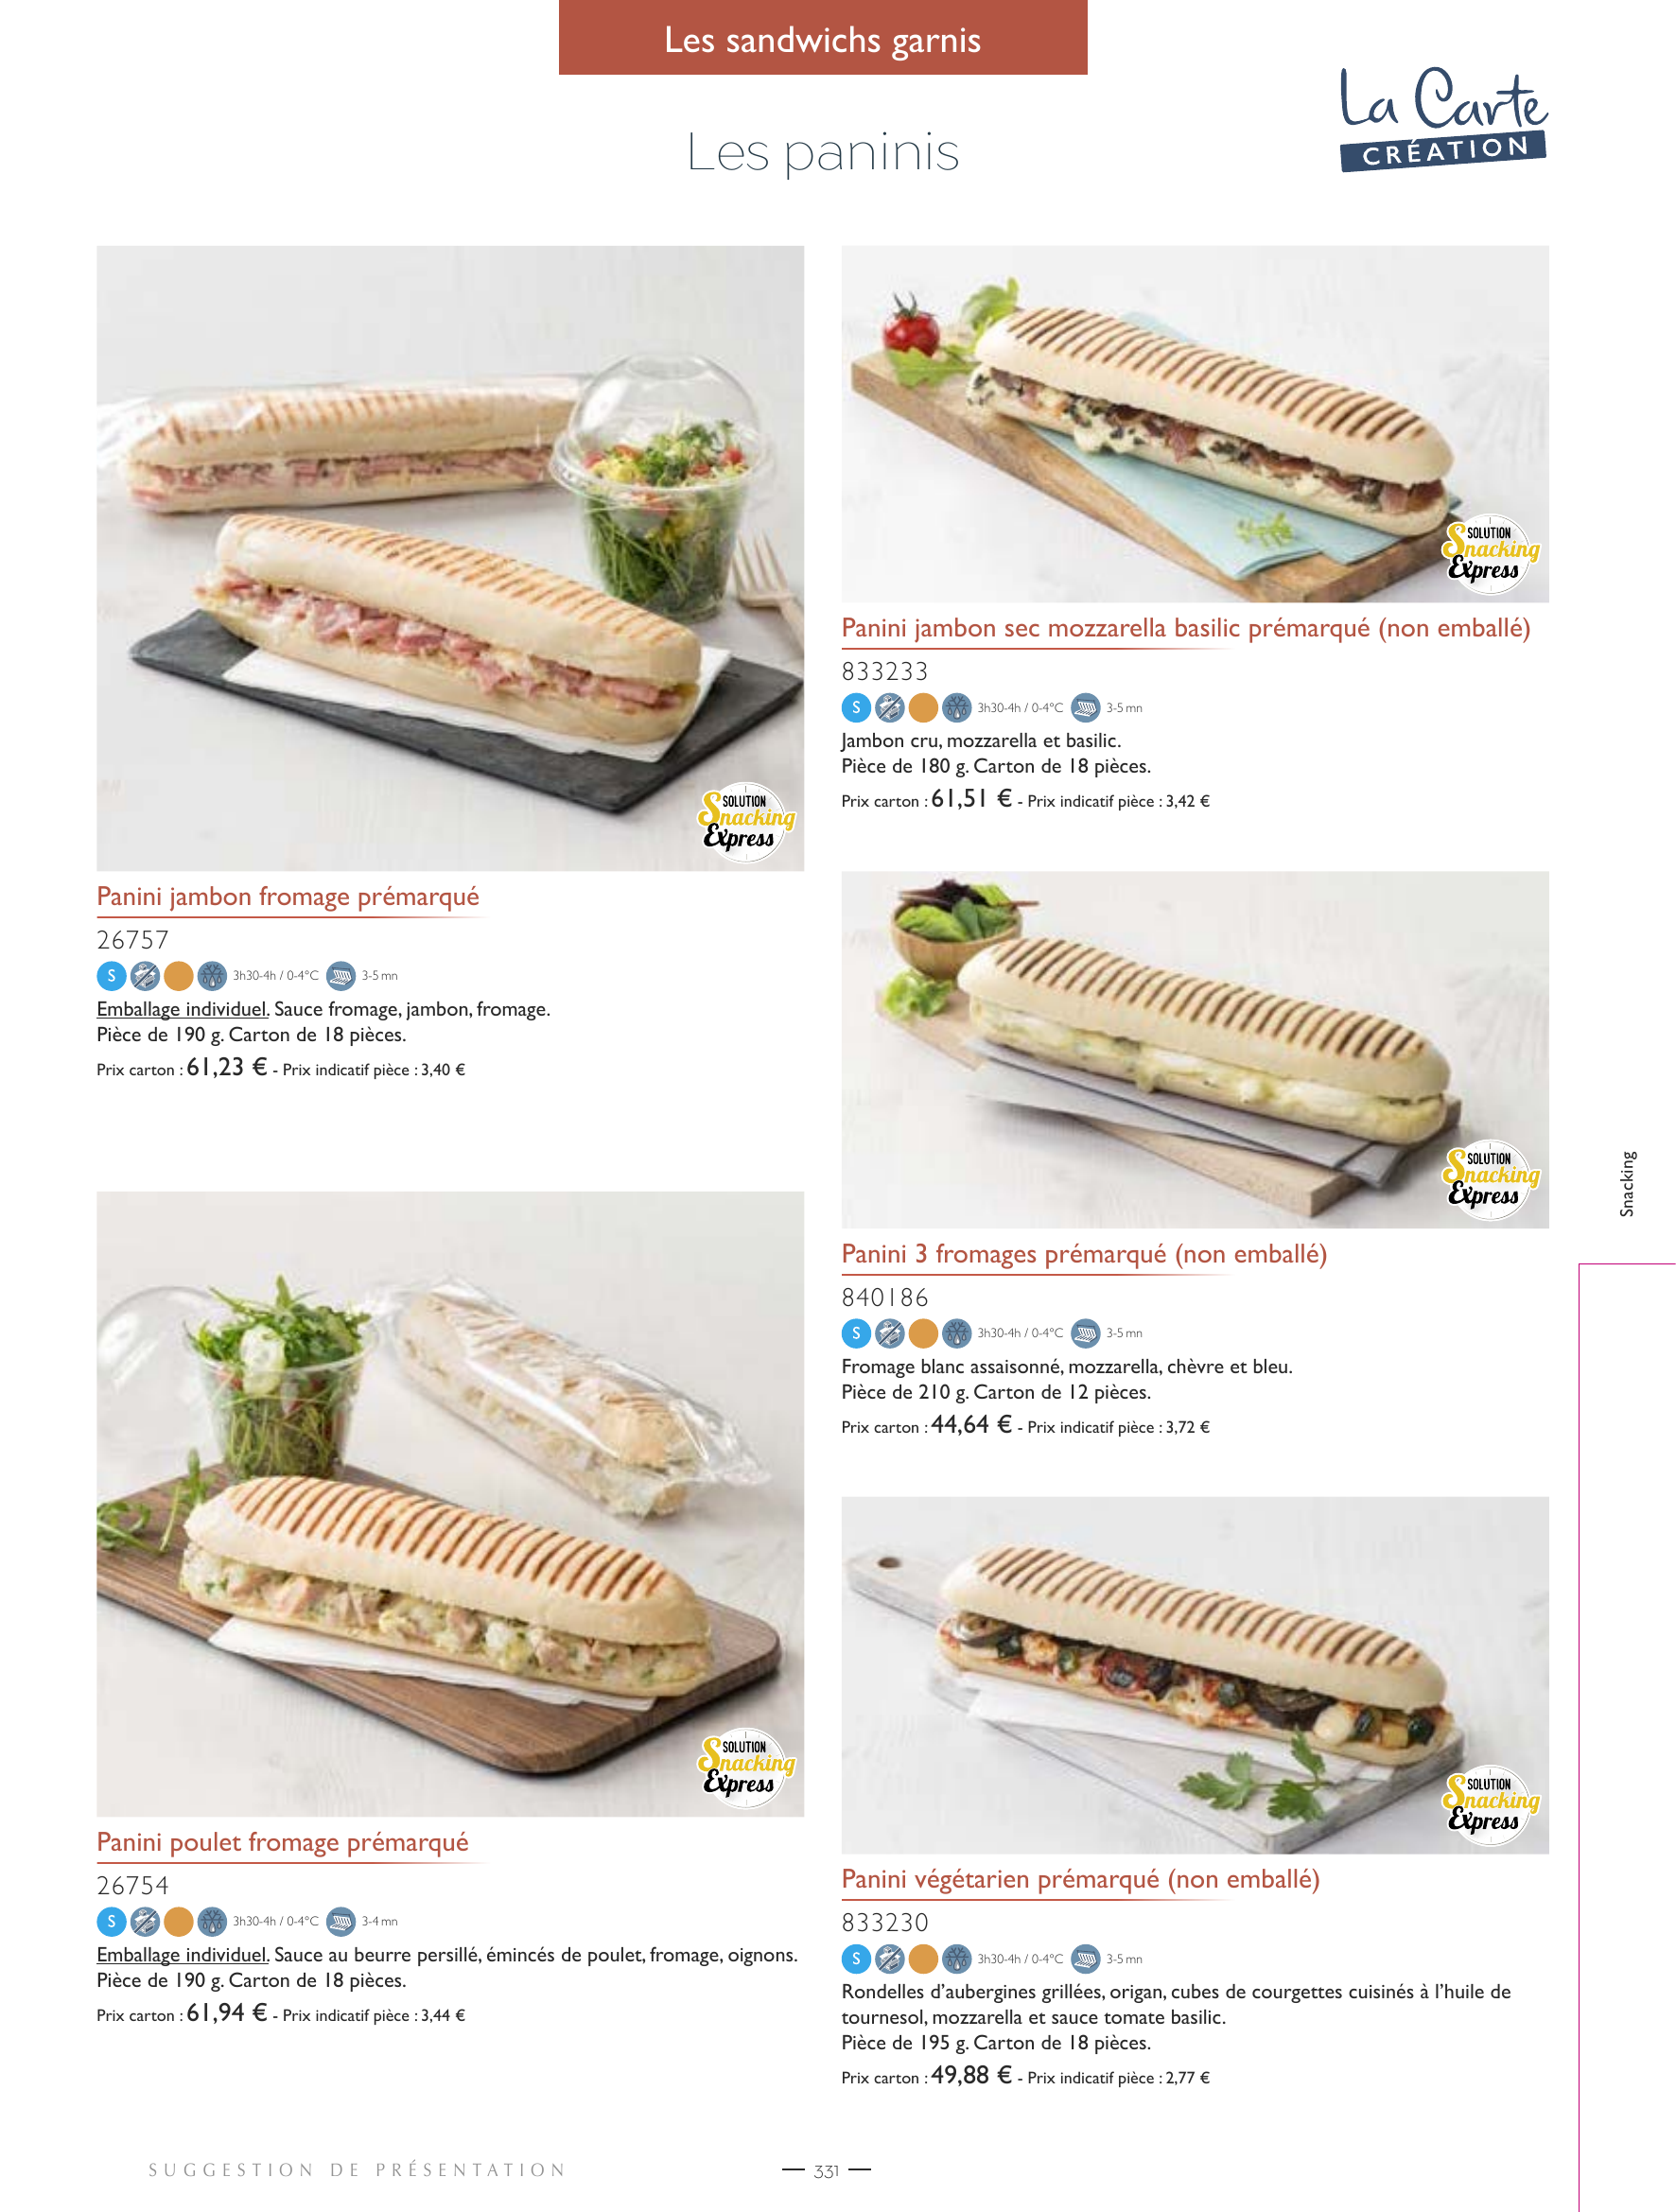 Les sandwichs garnis
La Carte
CRÉATION
Les paninis
SOLUTION
Snacking
Express
Panini jambon fromage prémarqué
26757
S 3h30-4h / 0-4°C 3-5 mn
Emballage individuel. Sauce fromage, jambon, fromage.
Pièce de 190 g. Carton de 18 pièces.
Prix carton : 61,23 € - Prix indicatif pièce : 3,40 €
SOLUTION
Snacking
Express
Panini poulet fromage prémarqué
26754
S 3h30-4h / 0-4°C 3-4 mn
Emballage individuel. Sauce au beurre persillé, émincés de poulet, fromage, oignons.
Pièce de 190 g. Carton de 18 pièces.
Prix carton : 61,94 € - Prix indicatif pièce : 3,44 €
SOLUTION
Snacking
Express
Panini jambon sec mozzarella basilic prémarqué (non emballé)
833233
S 3h30-4h / 0-4°C 3-5 mn
Jambon cru, mozzarella et basilic.
Pièce de 180 g. Carton de 18 pièces.
Prix carton : 61,51 € - Prix indicatif pièce : 3,42 €
SOLUTION
Snacking
Express
Panini 3 fromages prémarqué (non emballé)
840186
S 3h30-4h / 0-4°C 3-5 mn
Fromage blanc assaisonné, mozzarella, chèvre et bleu.
Pièce de 210 g. Carton de 12 pièces.
Prix carton : 44,64 € - Prix indicatif pièce : 3,72 €
SOLUTION
Snacking
Express
Panini végétarien prémarqué (non emballé)
833230
S 3h30-4h / 0-4°C 3-5 mn
Rondelles d'aubergines grillées, origan, cubes de courgettes cuisinés à l'huile de
tournesol, mozzarella et sauce tomate basilic.
Pièce de 195 g. Carton de 18 pièces.
Prix carton : 49,88 € - Prix indicatif pièce : 2,77 €
Snacking
SUGGESTION DE PRÉSENTATION
— 331 —